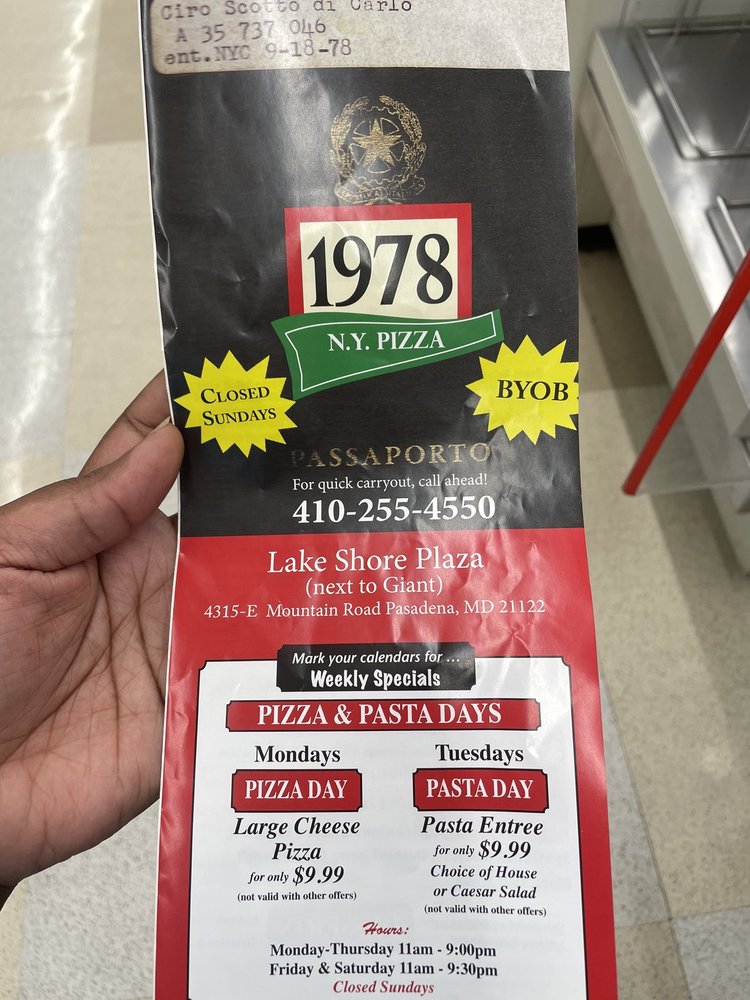 Ciro Scotto di Carlo
A 35 737 046
ent.NYC 9-18-78
1978
N.Y. PIZZA
CLOSED
SUNDAYS
BYOB
PASSAPORTO
For quick carryout, call ahead!
410-255-4550
Lake Shore Plaza
(next to Giant)
4315-E Mountain Road Pasadena, MD 21122
Mark your calendars for ...
Weekly Specials
PIZZA & PASTA DAYS
Mondays
PIZZA DAY
Large Cheese
Pizza
for only $9.99
(not valid with other offers)
Tuesdays
PASTA DAY
Pasta Entree
for only $9.99
Choice of House
or Caesar Salad
(not valid with other offers)
Hours:
Monday-Thursday 11am - 9:00pm
Friday & Saturday 11am - 9:30pm
Closed Sundays